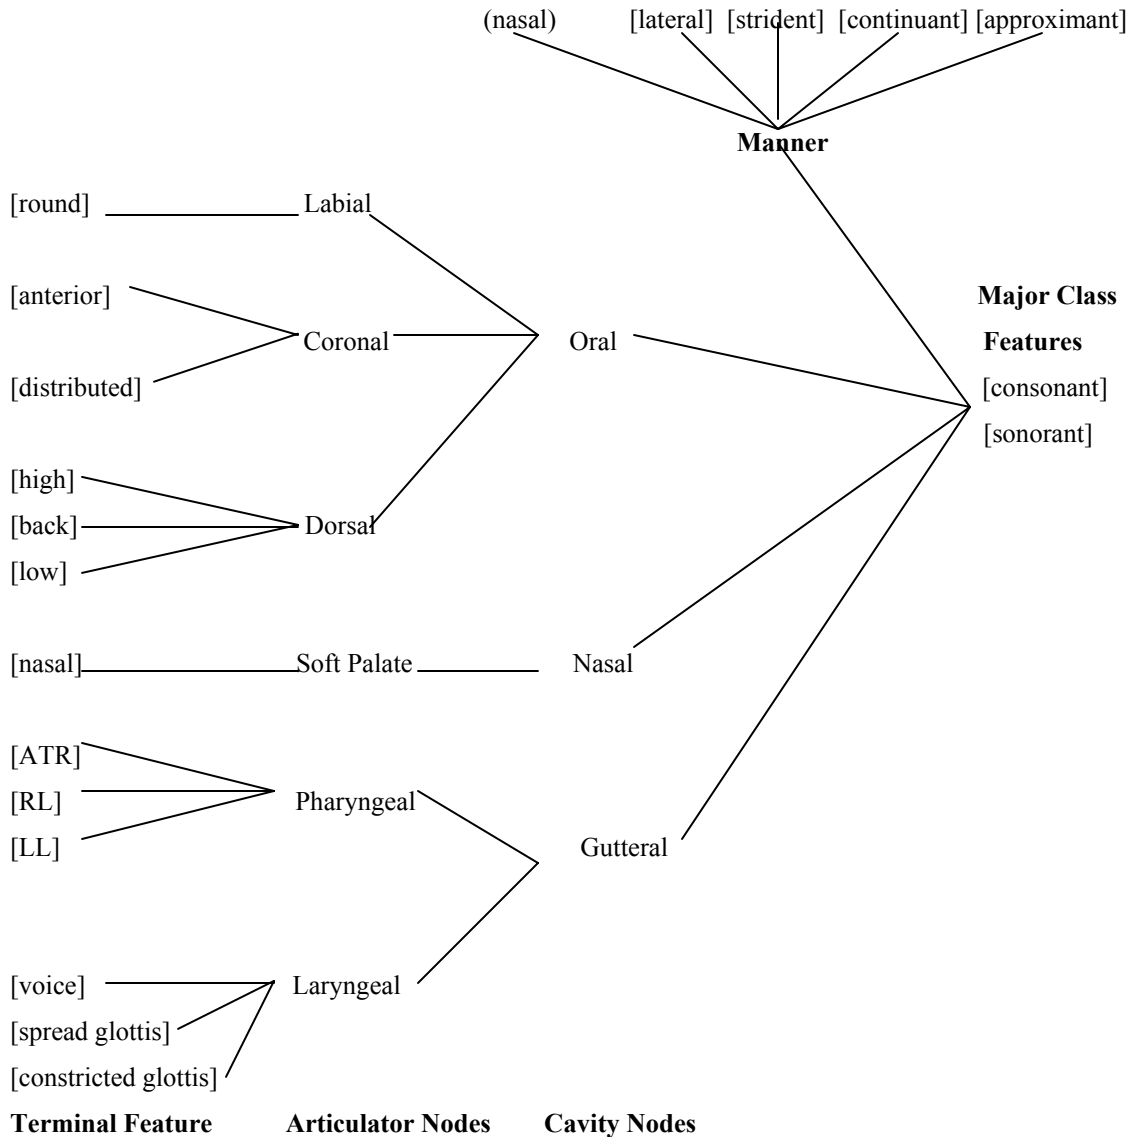 (nasal) [lateral] [strident] [continuant] [approximant]
Manner
[round] Labial
[anterior] Major Class
Coronal Oral Features
[distributed] [consonant]
[sonorant]
[high]
[back] Dorsal
[low]
[nasal] Soft Palate Nasal
[ATR]
[RL] Pharyngeal
[LL] Gutteral
[voice] Laryngeal
[spread glottis]
[constricted glottis]
Terminal Feature Articulator Nodes Cavity Nodes